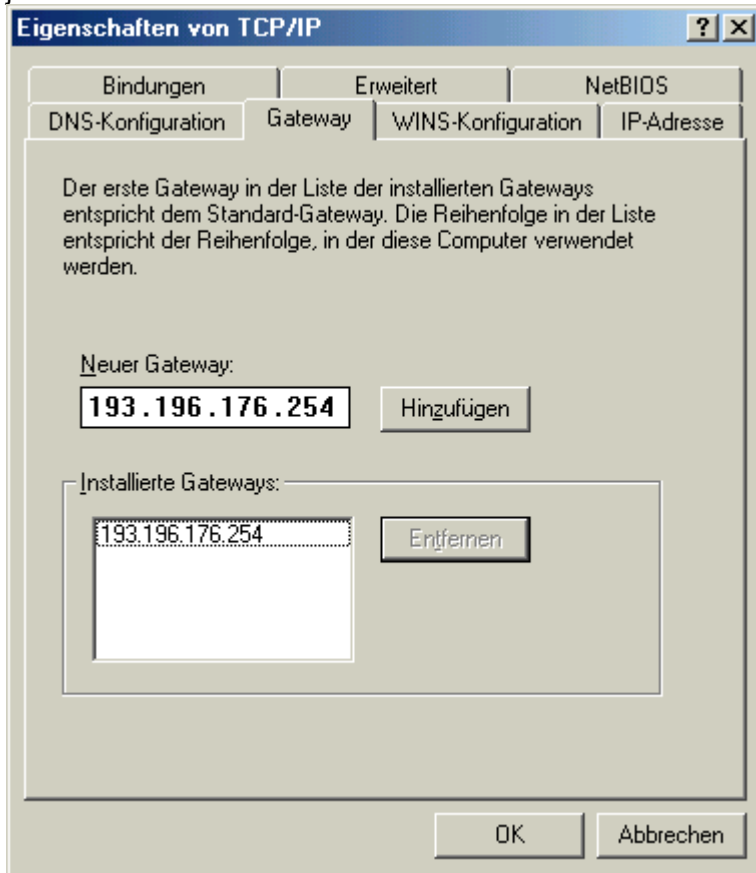 Eigenschaften von TCP/IP
Bindungen Erweitert NetBIOS
DNS-Konfiguration Gateway WINS-Konfiguration IP-Adresse
Der erste Gateway in der Liste der installierten Gateways
entspricht dem Standard-Gateway. Die Reihenfolge in der Liste
entspricht der Reihenfolge, in der diese Computer verwendet
werden.
Neuer Gateway:
193.196.176.254 Hinzufügen
Installierte Gateways:
193.196.176.254 Entfernen
OK Abbrechen